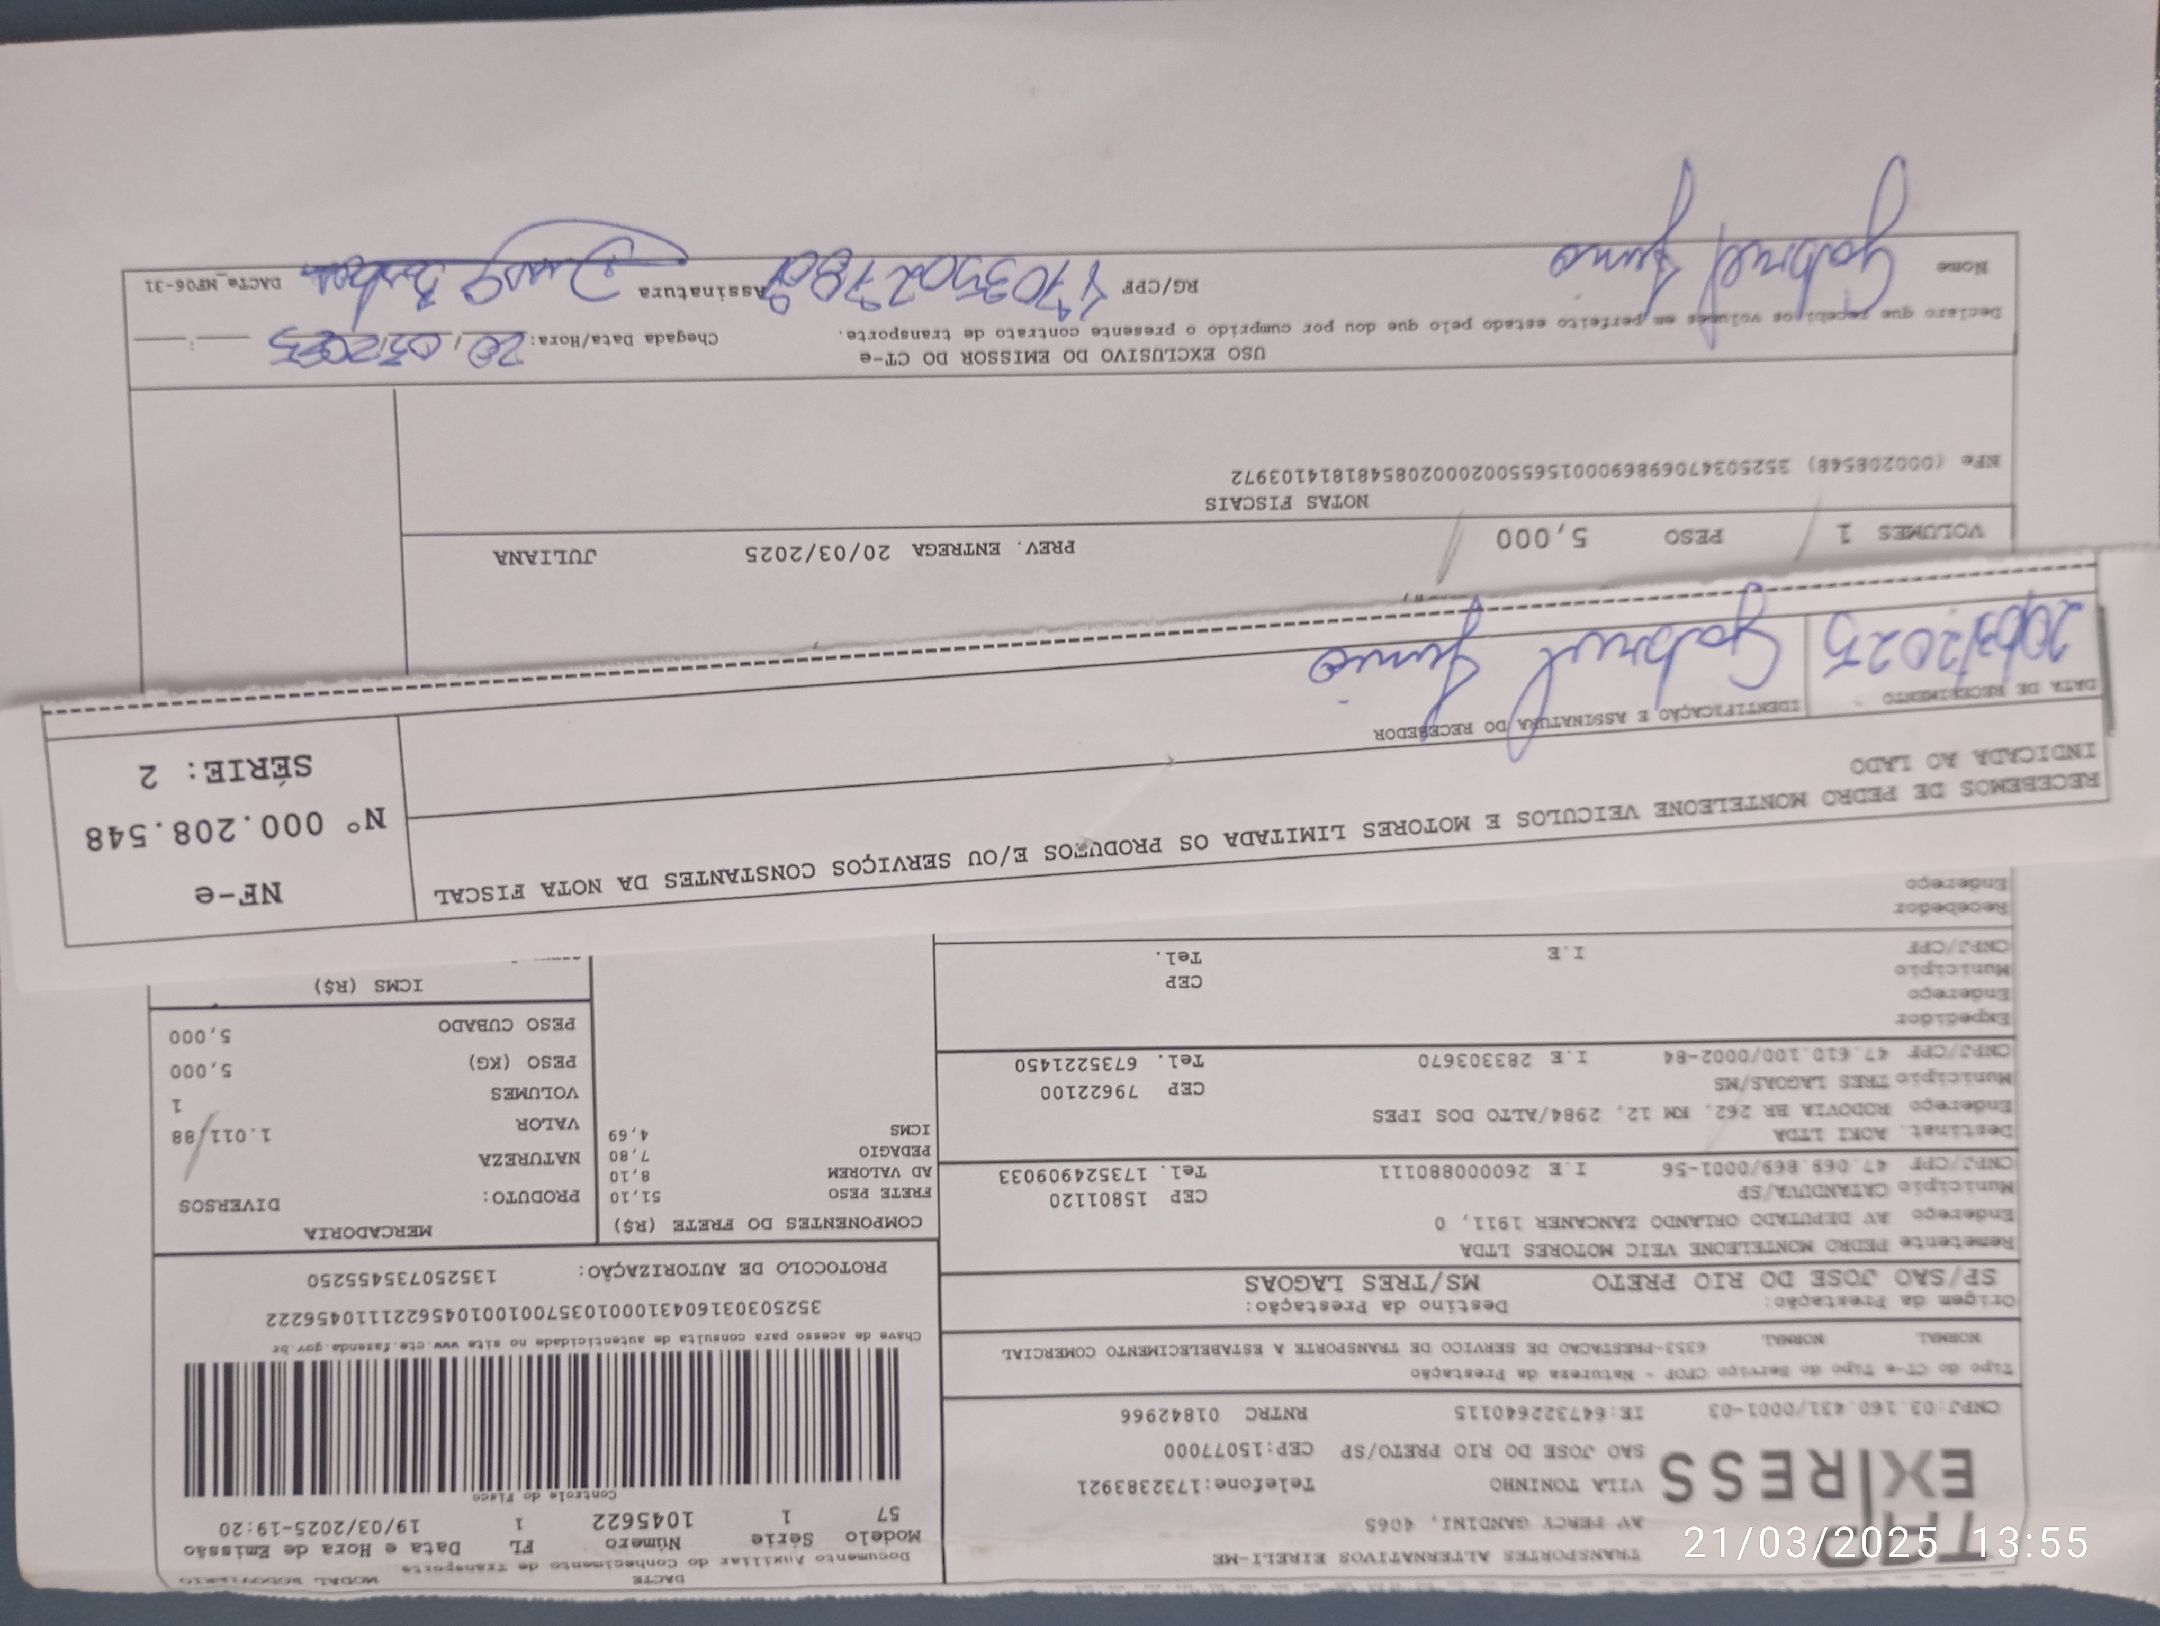 DACTE MODAL RODOVIARIO
Documento Auxiliar do Conhecimento de Transporte
TRANSPORTES ALTERNATIVOS EIRELI-ME
AV PERCY GANDINI, 4065
VILA TONINHO Telefone:1732383921
SAO JOSE DO RIO PRETO/SP CEP:15077000
CNPJ:03.160.431/0001-03 IE:647322640115 RNTRC 01842966
TA
EX|RESS
Modelo Série Número FL Data e Hora de Emissão
57 1 1045622 1 19/03/2025-19:20
Controle do Fisco
Chave de acesso para consulta de autenticidade no site www.cte.fazenda.gov.br
35250303160431000103570010010456221110456222
PROTOCOLO DE AUTORIZAÇÃO: 135250735455250
Tipo do CT-e Tipo do Serviço CFOP - Natureza da Prestação
NORMAL NORMAL 6353-PRESTACAO DE SERVICO DE TRANSPORTE A ESTABELECIMENTO COMERCIAL
Origem da Prestação: Destino da Prestação:
SP/SAO JOSE DO RIO PRETO MS/TRES LAGOAS
Remetente PEDRO MONTELEONE VEIC MOTORES LTDA
Endereço AV DEPUTADO ORLANDO ZANCANER 1911, 0
Município CATANDUVA/SP CEP 15801120
CNPJ/CPF 47.069.869/0001-56 I.E 260000880111 Tel. 17352409033
Destinat. AOKI LTDA
Endereço RODOVIA BR 262, KM 12, 2984/ALTO DOS IPES
Município TRES LAGOAS/MS CEP 79622100
CNPJ/CPF 47.610.100/0002-84 I.E 283303670 Tel. 6735221450
Expedidor
Endereço
Município CEP
CNPJ/CPF I.E Tel.
Recebedor
Endereço
COMPONENTES DO FRETE (R$)
FRETE PESO 51,10
AD VALOREM 8,10
PEDAGIO 7,80
ICMS 4,69
MERCADORIA
PRODUTO: DIVERSOS
NATUREZA
VALOR 1.011,88
VOLUMES 1
PESO (KG) 5,000
PESO CUBADO 5,000
ICMS (R$)
RECEBEMOS DE PEDRO MONTELEONE VEICULOS E MOTORES LIMITADA OS PRODUTOS E/OU SERVIÇOS CONSTANTES DA NOTA FISCAL
INDICADA AO LADO
DATA DE RECEBIMENTO IDENTIFICAÇÃO E ASSINATURA DO RECEBEDOR
20/03/2025 Gabriel Junio
NF-e
N° 000.208.548
SÉRIE: 2
VOLUMES 1 PESO 5,000 PREV. ENTREGA 20/03/2025 JULIANA
NOTAS FISCAIS
NFe (000208548) 35250347069869000156550020002085481814103972
USO EXCLUSIVO DO EMISSOR DO CT-e
Declaro que recebi os volumes em perfeito estado pelo que dou por cumprido o presente contrato de transporte. Chegada Data/Hora: 20/03/2025
Nome Gabriel Junio RG/CPF Assinatura DACTe_MF06-31
21/03/2025 13:55